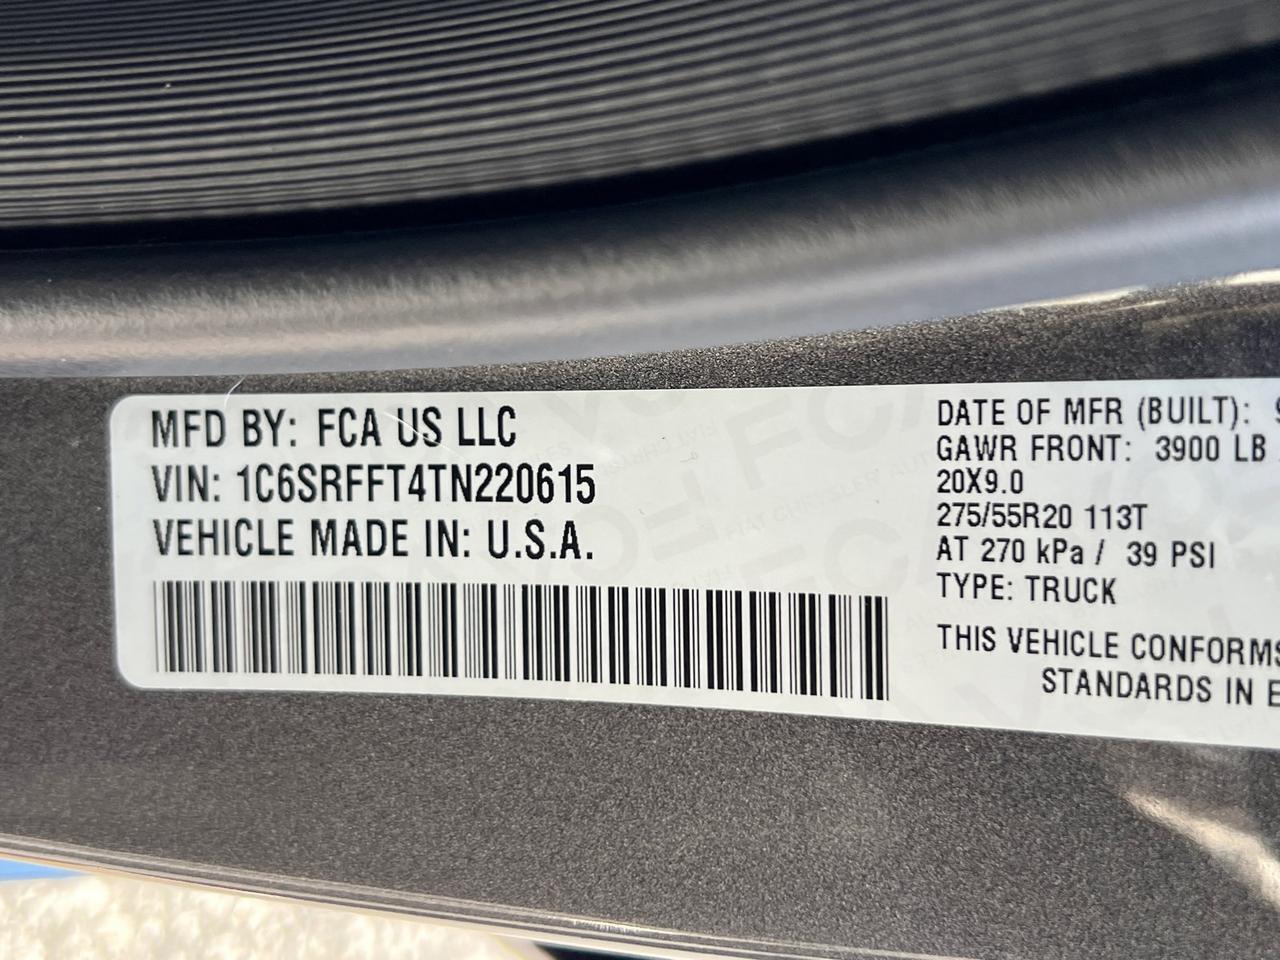 MFD BY: FCA US LLC
VIN: 1C6SRFFT4TN220615
VEHICLE MADE IN: U.S.A.
DATE OF MFR (BUILT):
GAWR FRONT: 3900 LB
20X9.0
275/55R20 113T
AT 270 kPa / 39 PSI
TYPE: TRUCK
THIS VEHICLE CONFORMS
STANDARDS IN E